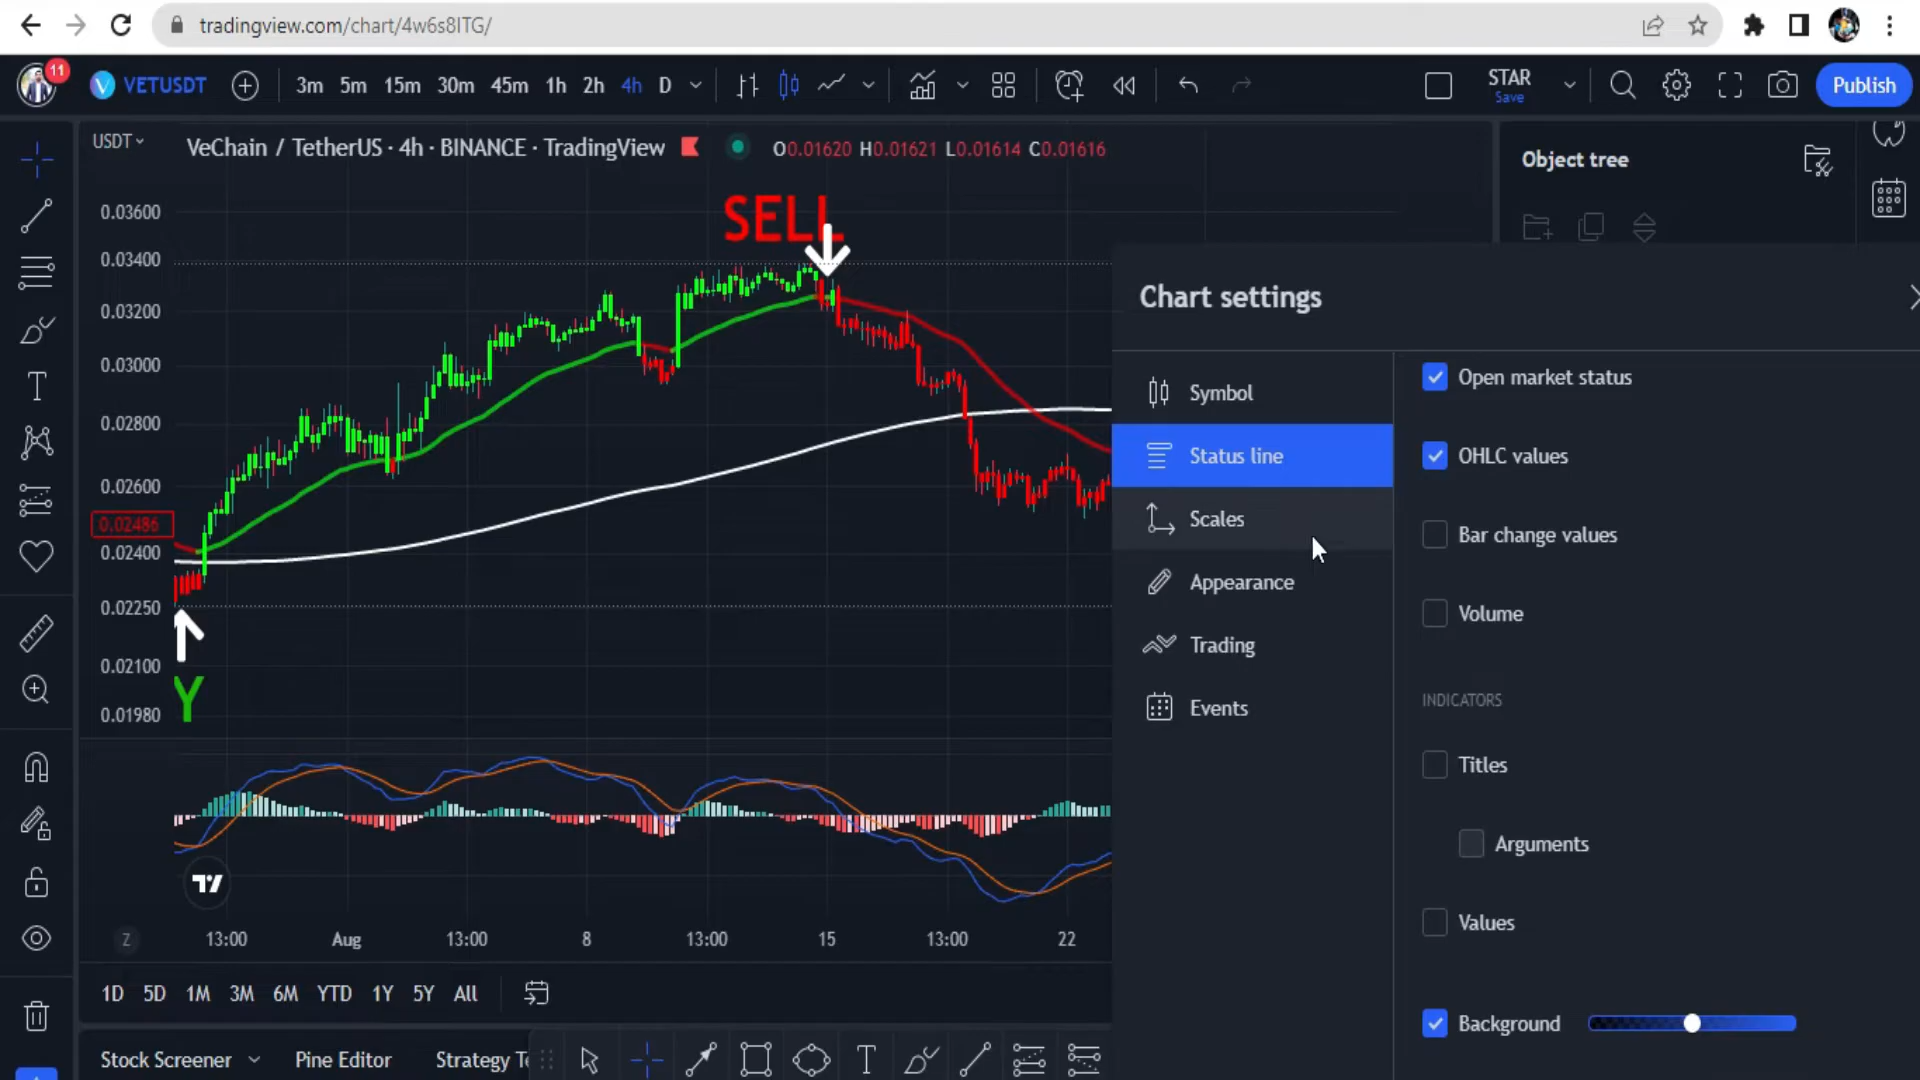 tradingview.com/chart/4w6s8ITG/
11
VETUSDT
3m 5m 15m 30m 45m 1h 2h 4h D
STAR
Save
Publish
USDT
VeChain / TetherUS · 4h · BINANCE · TradingView
O0.01620 H0.01621 L0.01614 C0.01616
Object tree
0.03600
0.03400
0.03200
0.03000
0.02800
0.02600
0.02486
0.02400
0.02250
0.02100
0.01980
SELL
Y
Chart settings
Symbol
Status line
Scales
Appearance
Trading
Events
Open market status
OHLC values
Bar change values
Volume
INDICATORS
Titles
Arguments
Values
Background
Z 13:00 Aug 13:00 8 13:00 15 13:00 22
1D 5D 1M 3M 6M YTD 1Y 5Y All
Stock Screener Pine Editor Strategy Te